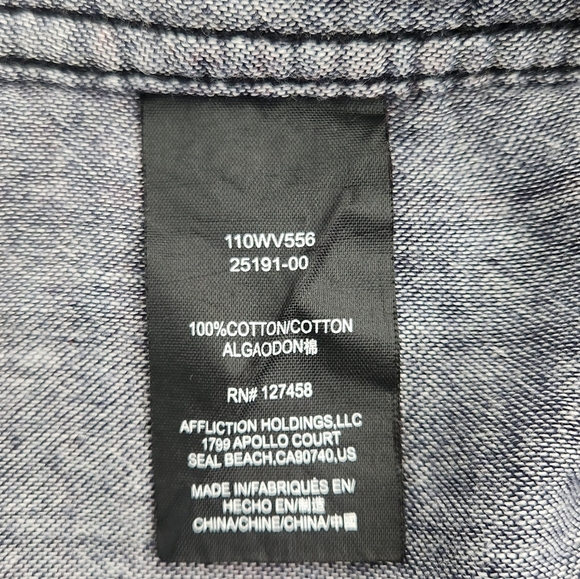 110WV556
25191-00
100%COTTON/COTTON
ALGAODON棉
RN# 127458
AFFLICTION HOLDINGS,LLC
1799 APOLLO COURT
SEAL BEACH,CA90740,US
MADE IN/FABRIQUÉS EN/
HECHO EN/製造
CHINA/CHINE/CHINA/中國